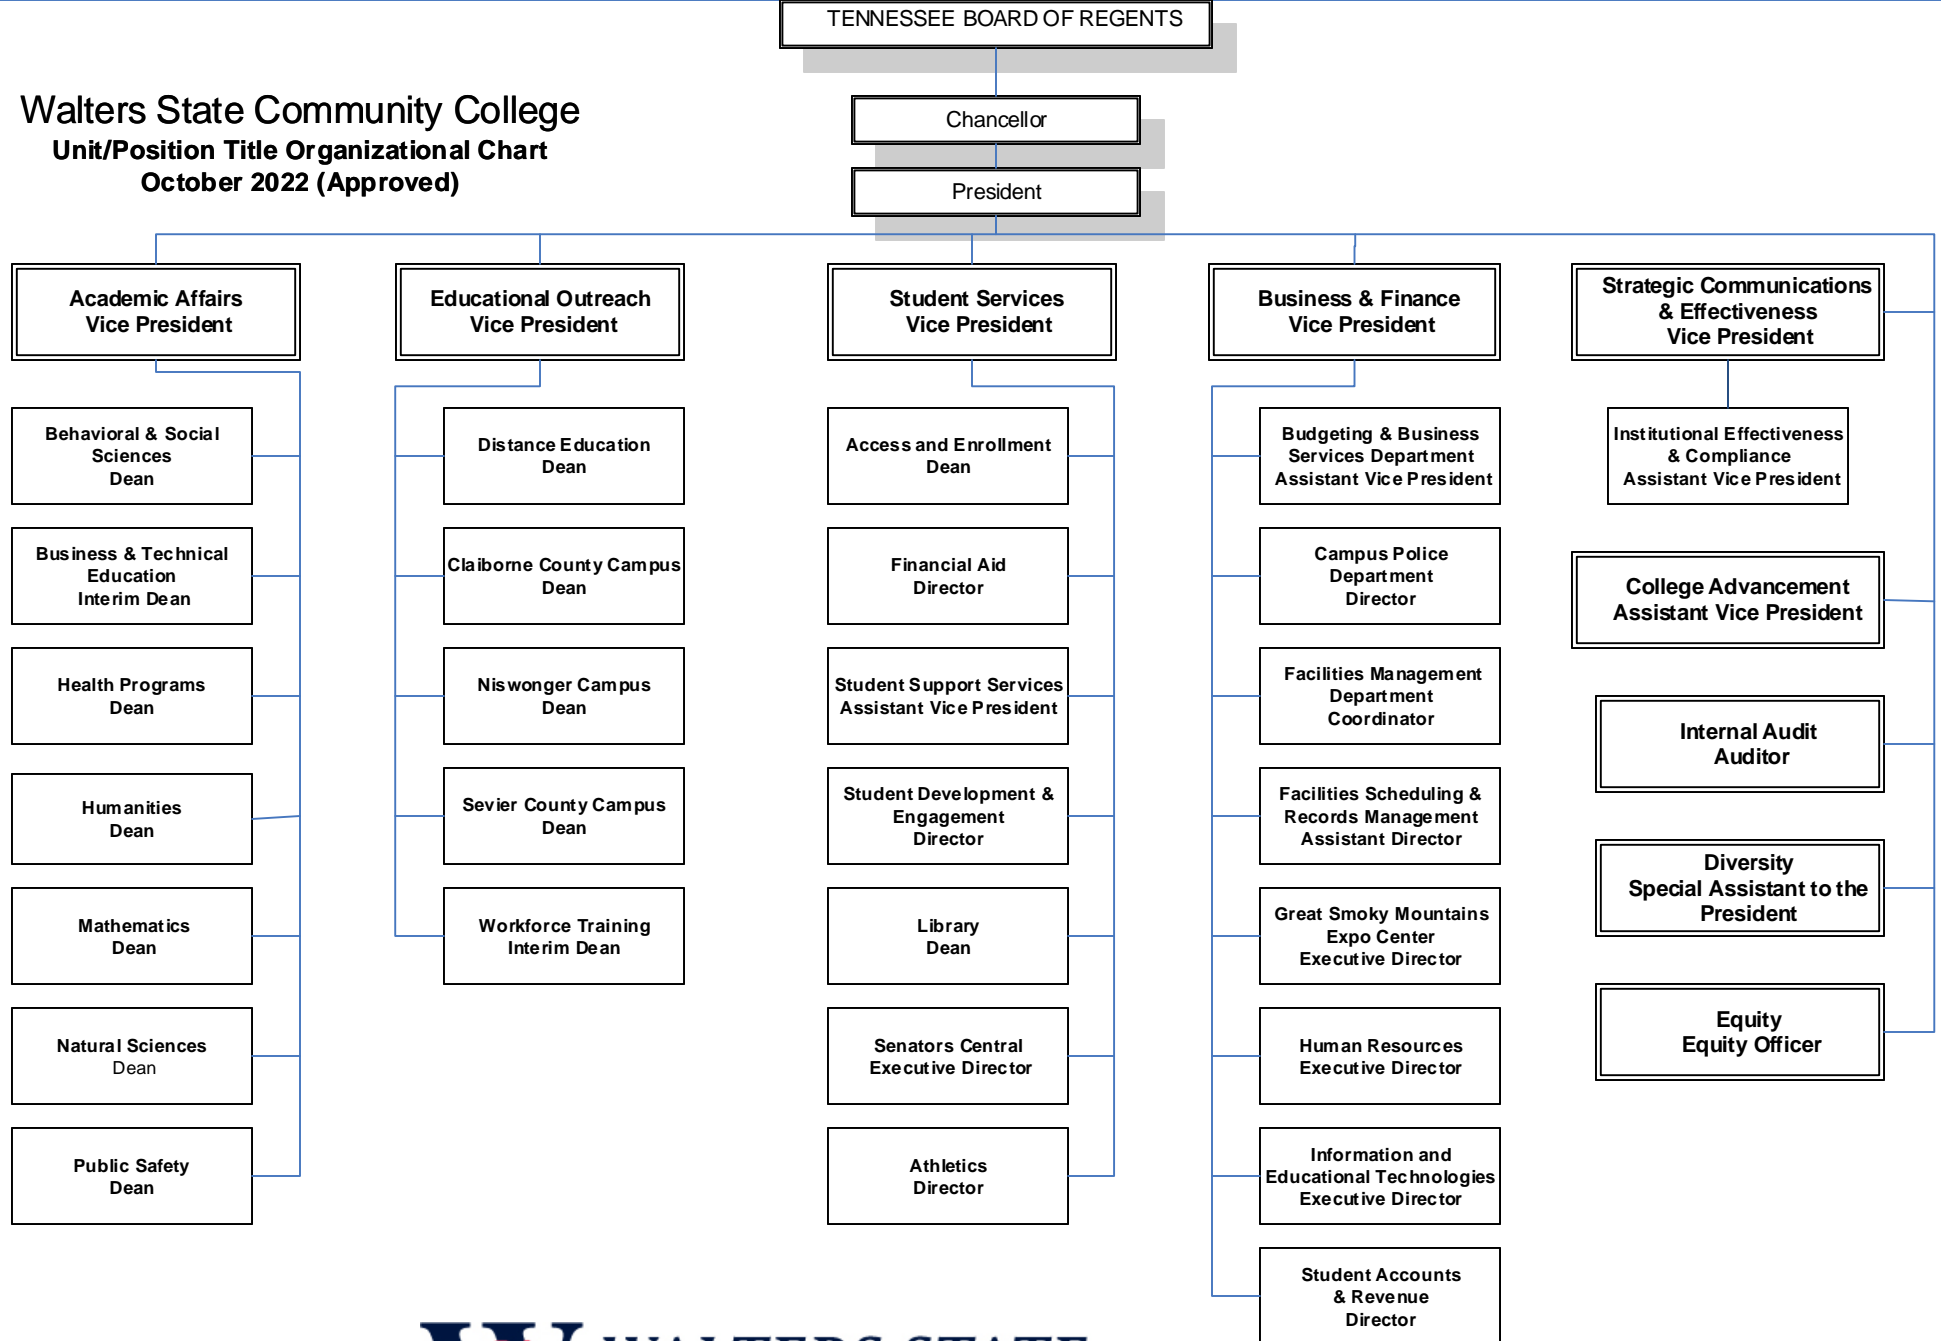 TENNESSEE BOARD OF REGENTS
Walters State Community College
Unit/Position Title Organizational Chart
October 2022 (Approved)
Chancellor
President
Academic Affairs
Vice President
Educational Outreach
Vice President
Student Services
Vice President
Business & Finance
Vice President
Strategic Communications
& Effectiveness
Vice President
Behavioral & Social
Sciences
Dean
Business & Technical
Education
Interim Dean
Health Programs
Dean
Humanities
Dean
Mathematics
Dean
Natural Sciences
Dean
Public Safety
Dean
Distance Education
Dean
Claiborne County Campus
Dean
Niswonger Campus
Dean
Sevier County Campus
Dean
Workforce Training
Interim Dean
Access and Enrollment
Dean
Financial Aid
Director
Student Support Services
Assistant Vice President
Student Development &
Engagement
Director
Library
Dean
Senators Central
Executive Director
Athletics
Director
Budgeting & Business
Services Department
Assistant Vice President
Campus Police
Department
Director
Facilities Management
Department
Coordinator
Facilities Scheduling &
Records Management
Assistant Director
Great Smoky Mountains
Expo Center
Executive Director
Human Resources
Executive Director
Information and
Educational Technologies
Executive Director
Student Accounts
& Revenue
Director
Institutional Effectiveness
& Compliance
Assistant Vice President
College Advancement
Assistant Vice President
Internal Audit
Auditor
Diversity
Special Assistant to the
President
Equity
Equity Officer
WALTERS STATE